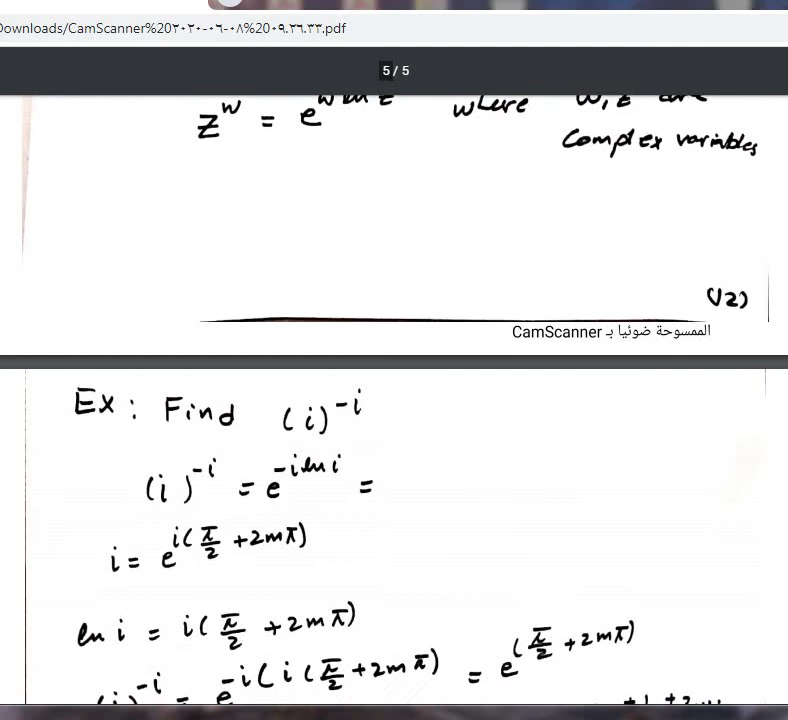 Downloads/CamScanner%20٢٠٢٠-٠٦-٠٨%20٠٩.٢٦.٣٣.pdf
5 / 5
z^w = e^{w ln z} where w, z are
Complex variables
(12)
الممسوحة ضوئيا بـ CamScanner
Ex : Find (i)^{-i}
(i)^{-i} = e^{-i ln i} =
i = e^{i(π/2 + 2mπ)}
ln i = i(π/2 + 2mπ)
(i)^{-i} = e^{-i(i(π/2 + 2mπ)} = e^{(π/2 + 2mπ)}